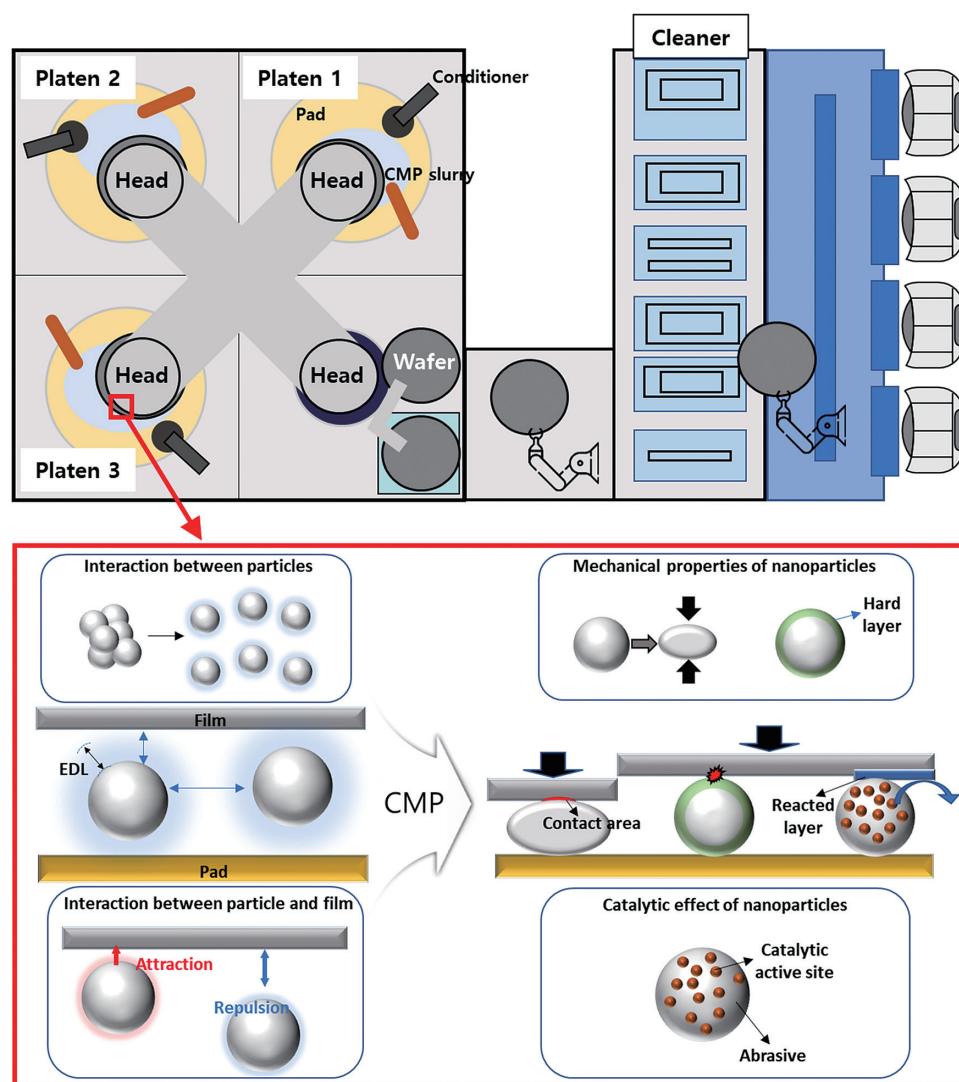 Cleaner
Platen 2
Platen 1
Conditioner
Pad
Head
Head
CMP slurry
Head
Head
Wafer
Platen 3
Interaction between particles
Mechanical properties of nanoparticles
Hard
layer
Film
EDL
CMP
Contact area
Reacted
layer
Pad
Interaction between particle and film
Attraction
Repulsion
Catalytic effect of nanoparticles
Catalytic
active site
Abrasive